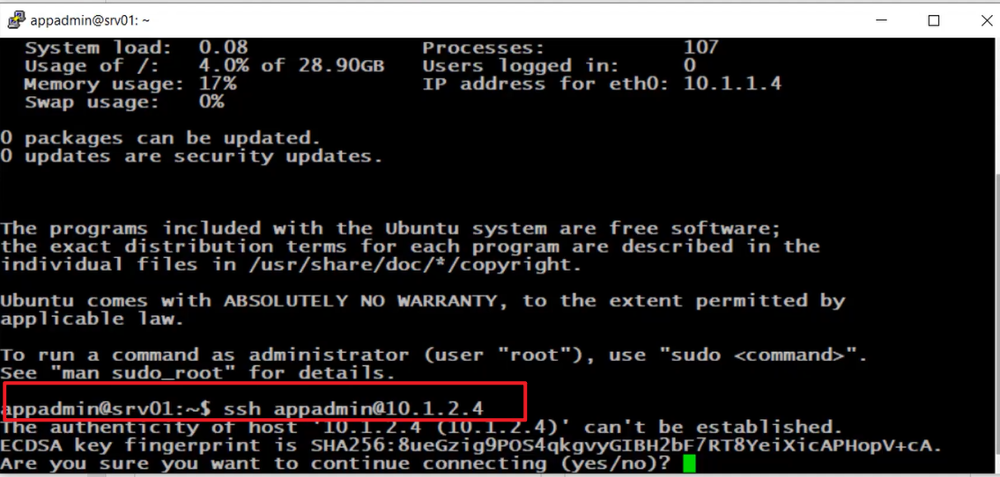 appadmin@srv01: ~
System load: 0.08 Processes: 107
Usage of /: 4.0% of 28.90GB Users logged in: 0
Memory usage: 17% IP address for eth0: 10.1.1.4
Swap usage: 0%
0 packages can be updated.
0 updates are security updates.
The programs included with the Ubuntu system are free software;
the exact distribution terms for each program are described in the
individual files in /usr/share/doc/*/copyright.
Ubuntu comes with ABSOLUTELY NO WARRANTY, to the extent permitted by
applicable law.
To run a command as administrator (user "root"), use "sudo <command>".
See "man sudo_root" for details.
appadmin@srv01:~$ ssh appadmin@10.1.2.4
The authenticity of host '10.1.2.4 (10.1.2.4)' can't be established.
ECDSA key fingerprint is SHA256:8ueGzig9POS4qkgvyGIBH2bF7RT8YeiXicAPHopV+cA.
Are you sure you want to continue connecting (yes/no)?